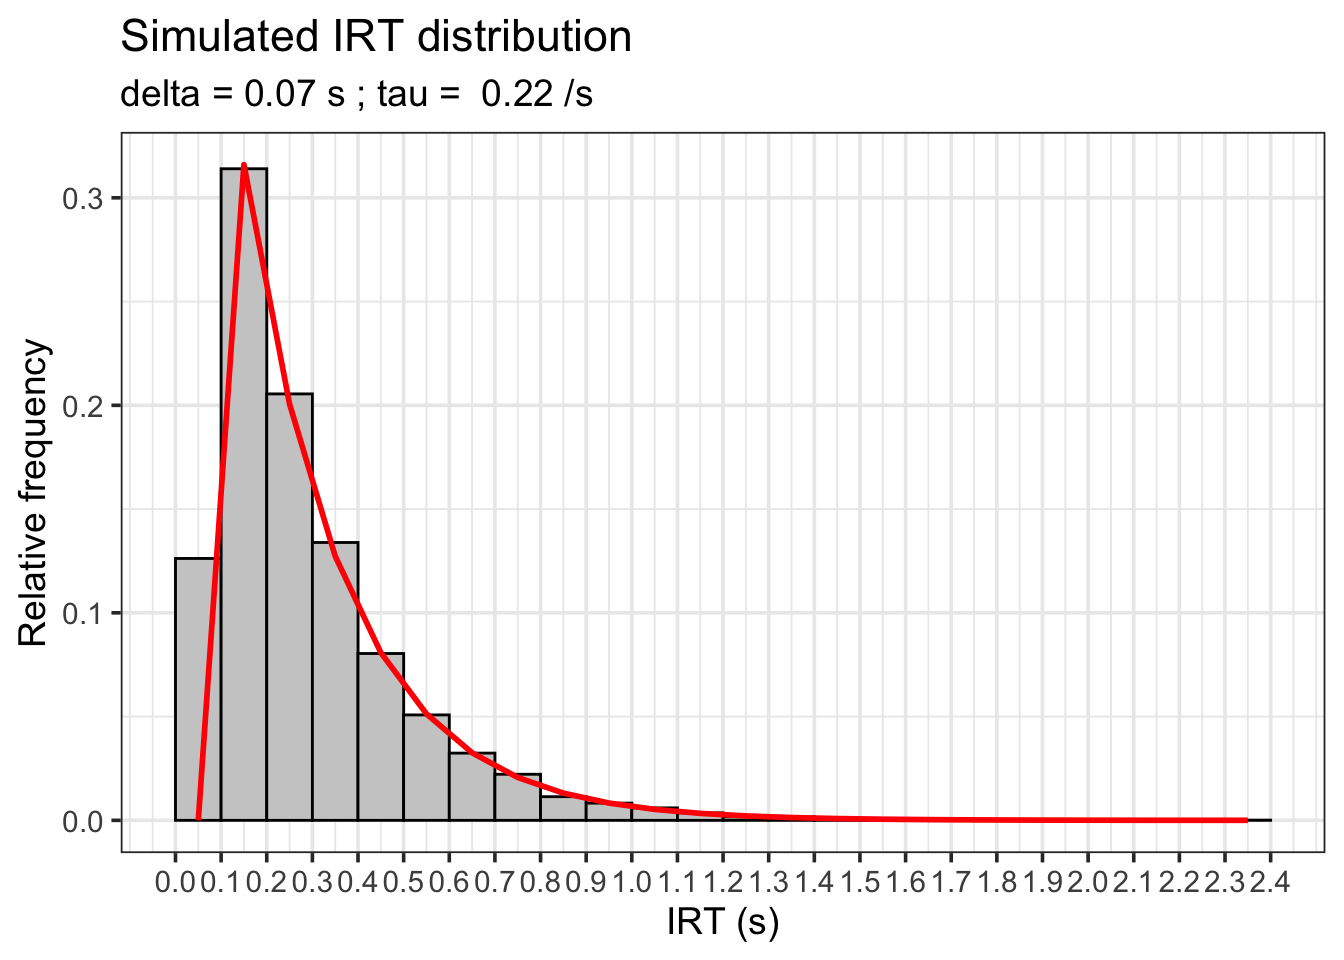 Simulated IRT distribution
delta = 0.07 s ; tau =  0.22 /s
Relative frequency
0.3
0.2
0.1
0.0
0.0 0.1 0.2 0.3 0.4 0.5 0.6 0.7 0.8 0.9 1.0 1.1 1.2 1.3 1.4 1.5 1.6 1.7 1.8 1.9 2.0 2.1 2.2 2.3 2.4
IRT (s)